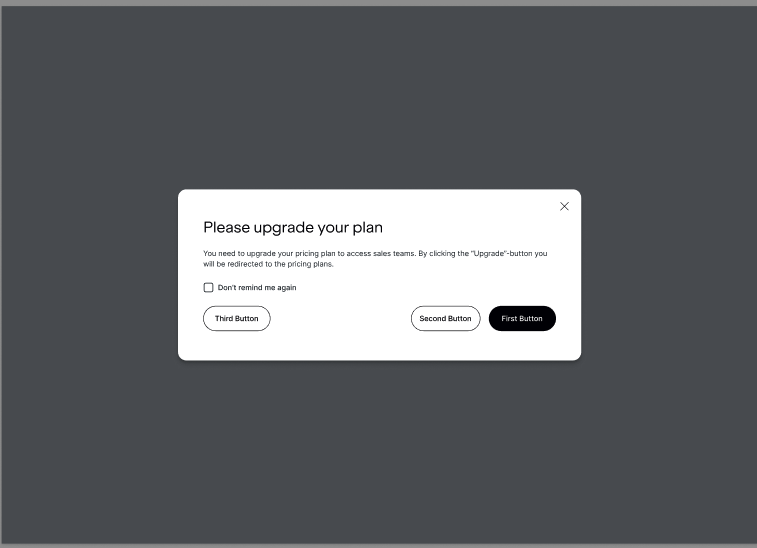 Please upgrade your plan
You need to upgrade your pricing plan to access sales teams. By clicking the "Upgrade"-button you
will be redirected to the pricing plans.
Don't remind me again
Third Button
Second Button
First Button